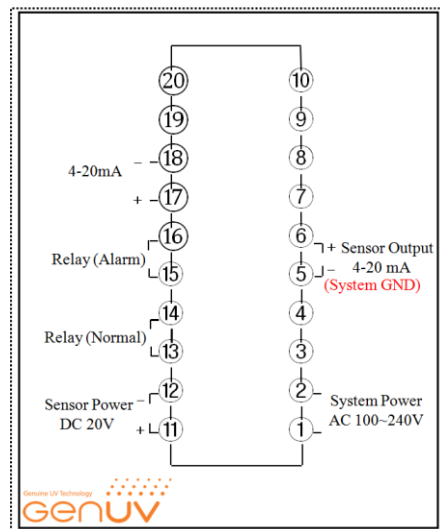 20 10
19 9
4-20mA – 18 8
+ 17 7
Relay (Alarm) 16 6 + Sensor Output
15 5 – 4-20 mA
(System GND)
Relay (Normal) 14 4
13 3
Sensor Power – 12 2 System Power
DC 20V + 11 1 AC 100~240V
Genuine UV Technology
GENUV